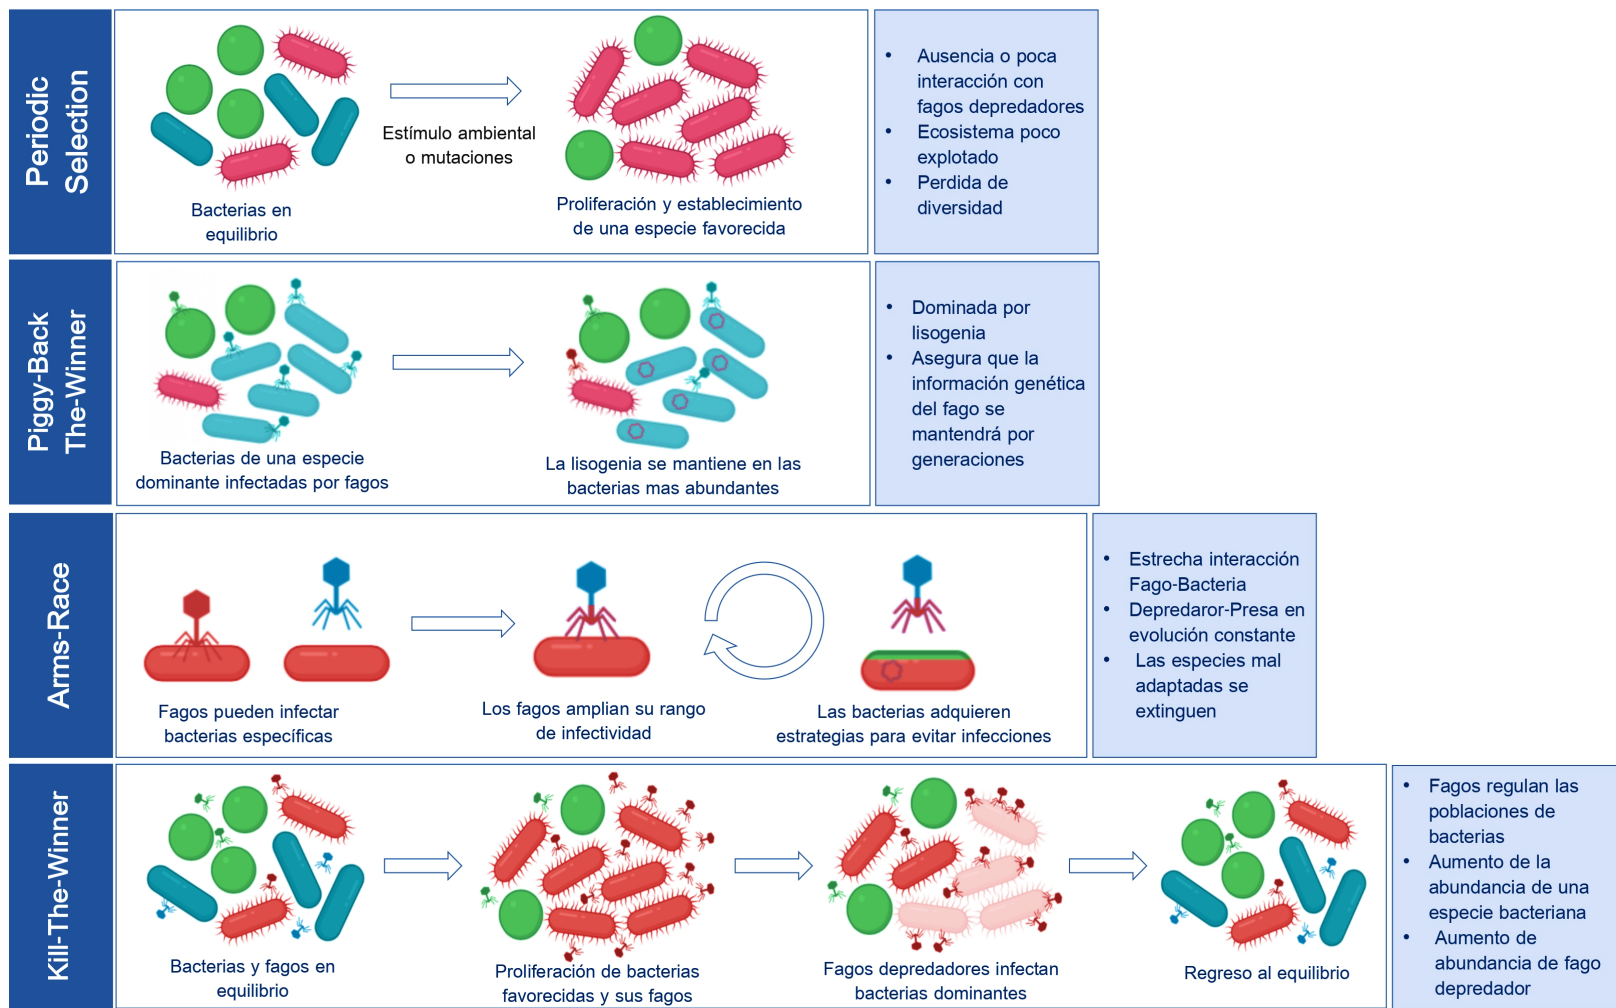 Periodic
Selection
Bacterias en
equilibrio
Estímulo ambiental
o mutaciones
Proliferación y establecimiento
de una especie favorecida
• Ausencia o poca
interacción con
fagos depredadores
• Ecosistema poco
explotado
• Perdida de
diversidad
Piggy-Back
The-Winner
Bacterias de una especie
dominante infectadas por fagos
La lisogenia se mantiene en las
bacterias mas abundantes
• Dominada por
lisogenia
• Asegura que la
información genética
del fago se
mantendrá por
generaciones
Arms-Race
Fagos pueden infectar
bacterias específicas
Los fagos amplian su rango
de infectividad
Las bacterias adquieren
estrategias para evitar infecciones
• Estrecha interacción
Fago-Bacteria
• Depredaror-Presa en
evolución constante
• Las especies mal
adaptadas se
extinguen
Kill-The-Winner
Bacterias y fagos en
equilibrio
Proliferación de bacterias
favorecidas y sus fagos
Fagos depredadores infectan
bacterias dominantes
Regreso al equilibrio
• Fagos regulan las
poblaciones de
bacterias
• Aumento de la
abundancia de una
especie bacteriana
• Aumento de
abundancia de fago
depredador